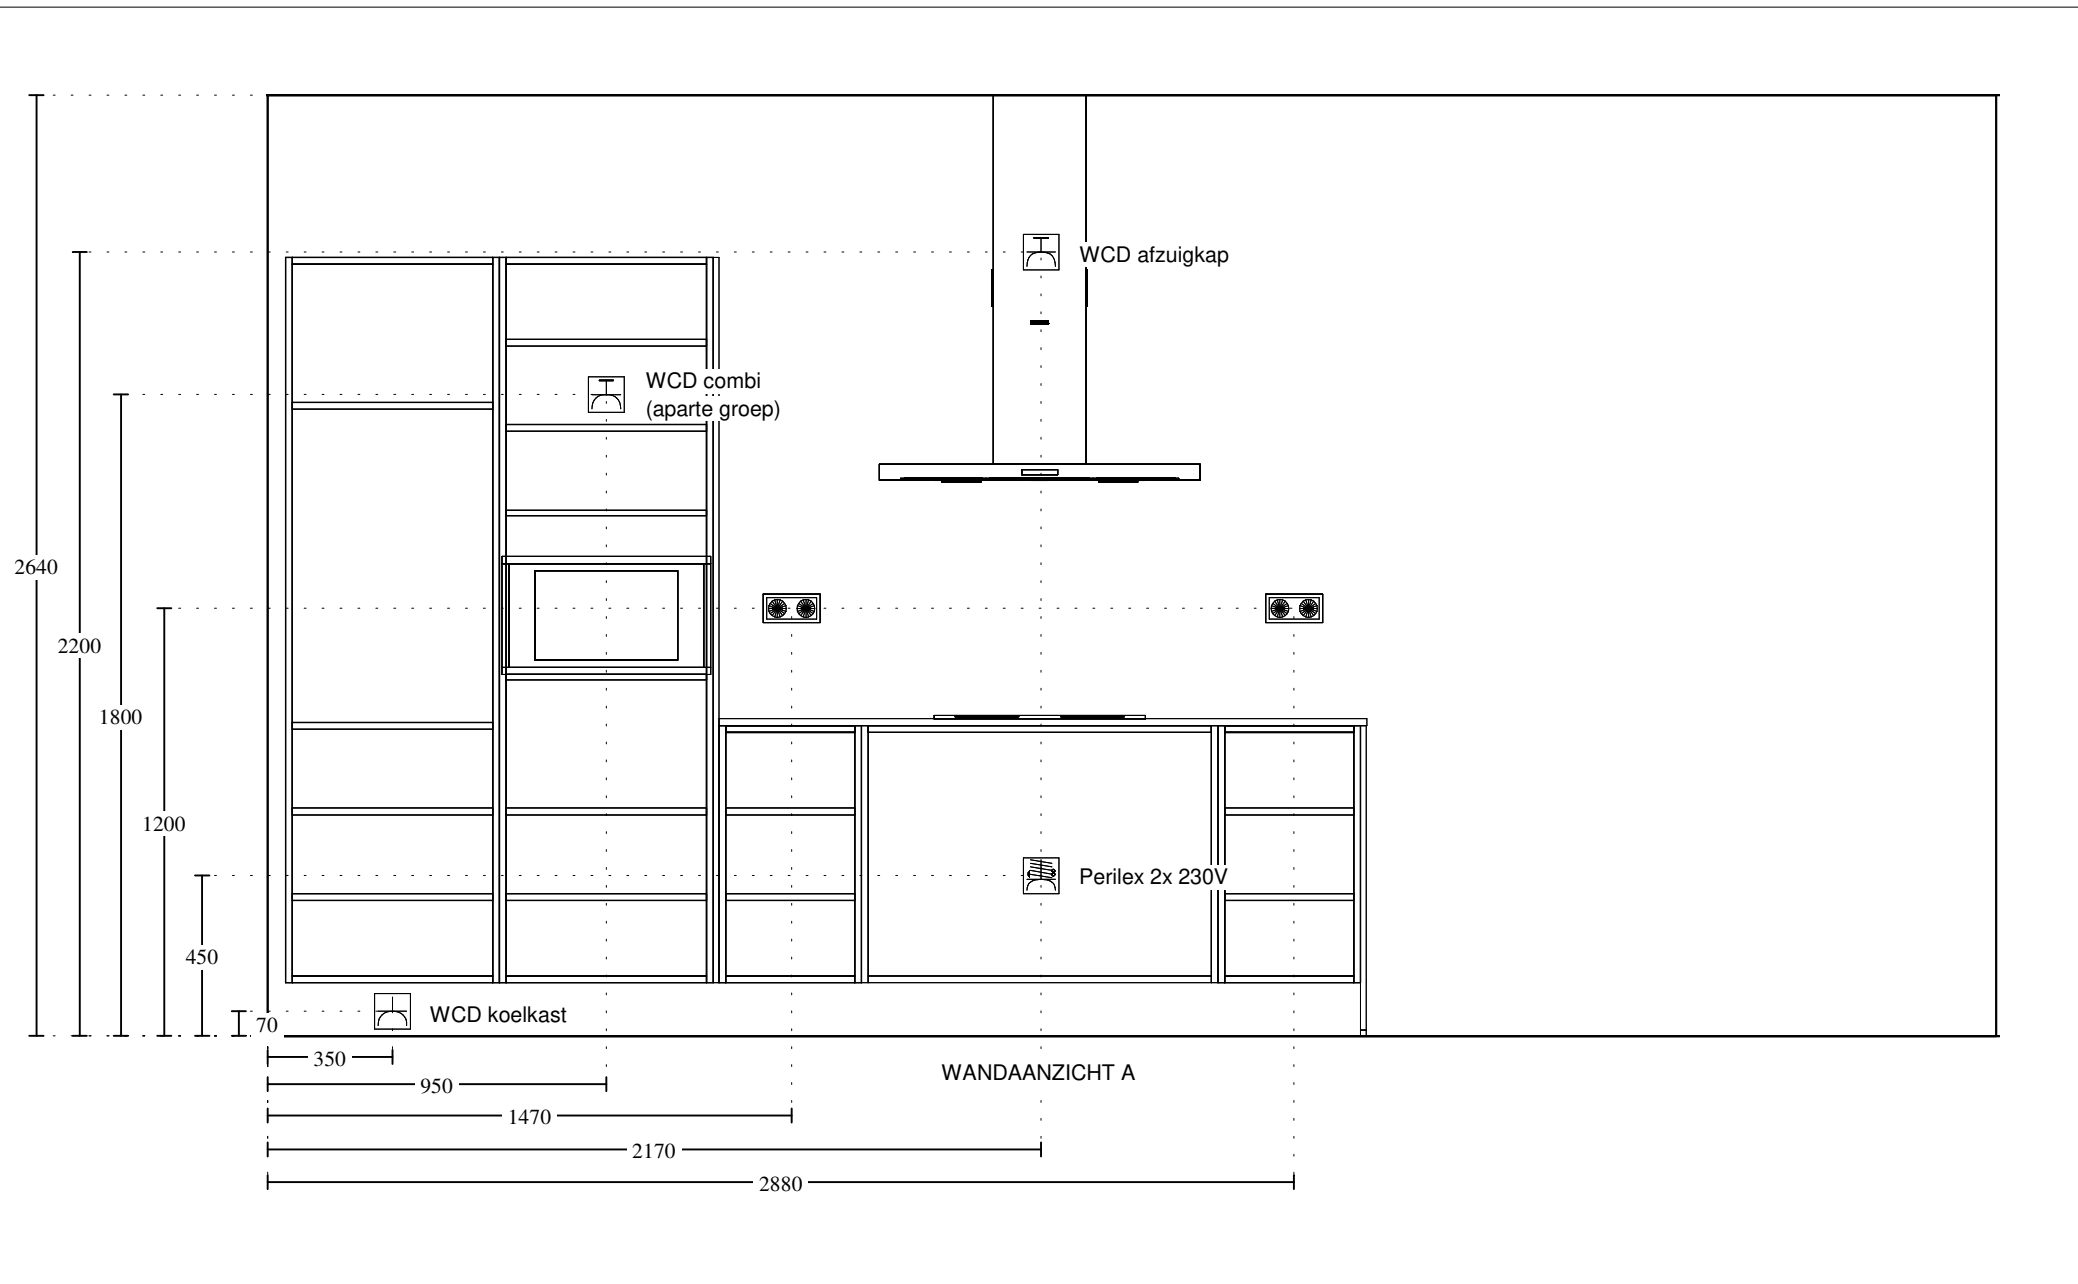 WCD afzuigkap
WCD combi
(aparte groep)
2640
2200
1800
1200
Perilex 2x 230V
450
WCD koelkast
70
350
WANDAANZICHT A
950
1470
2170
2880